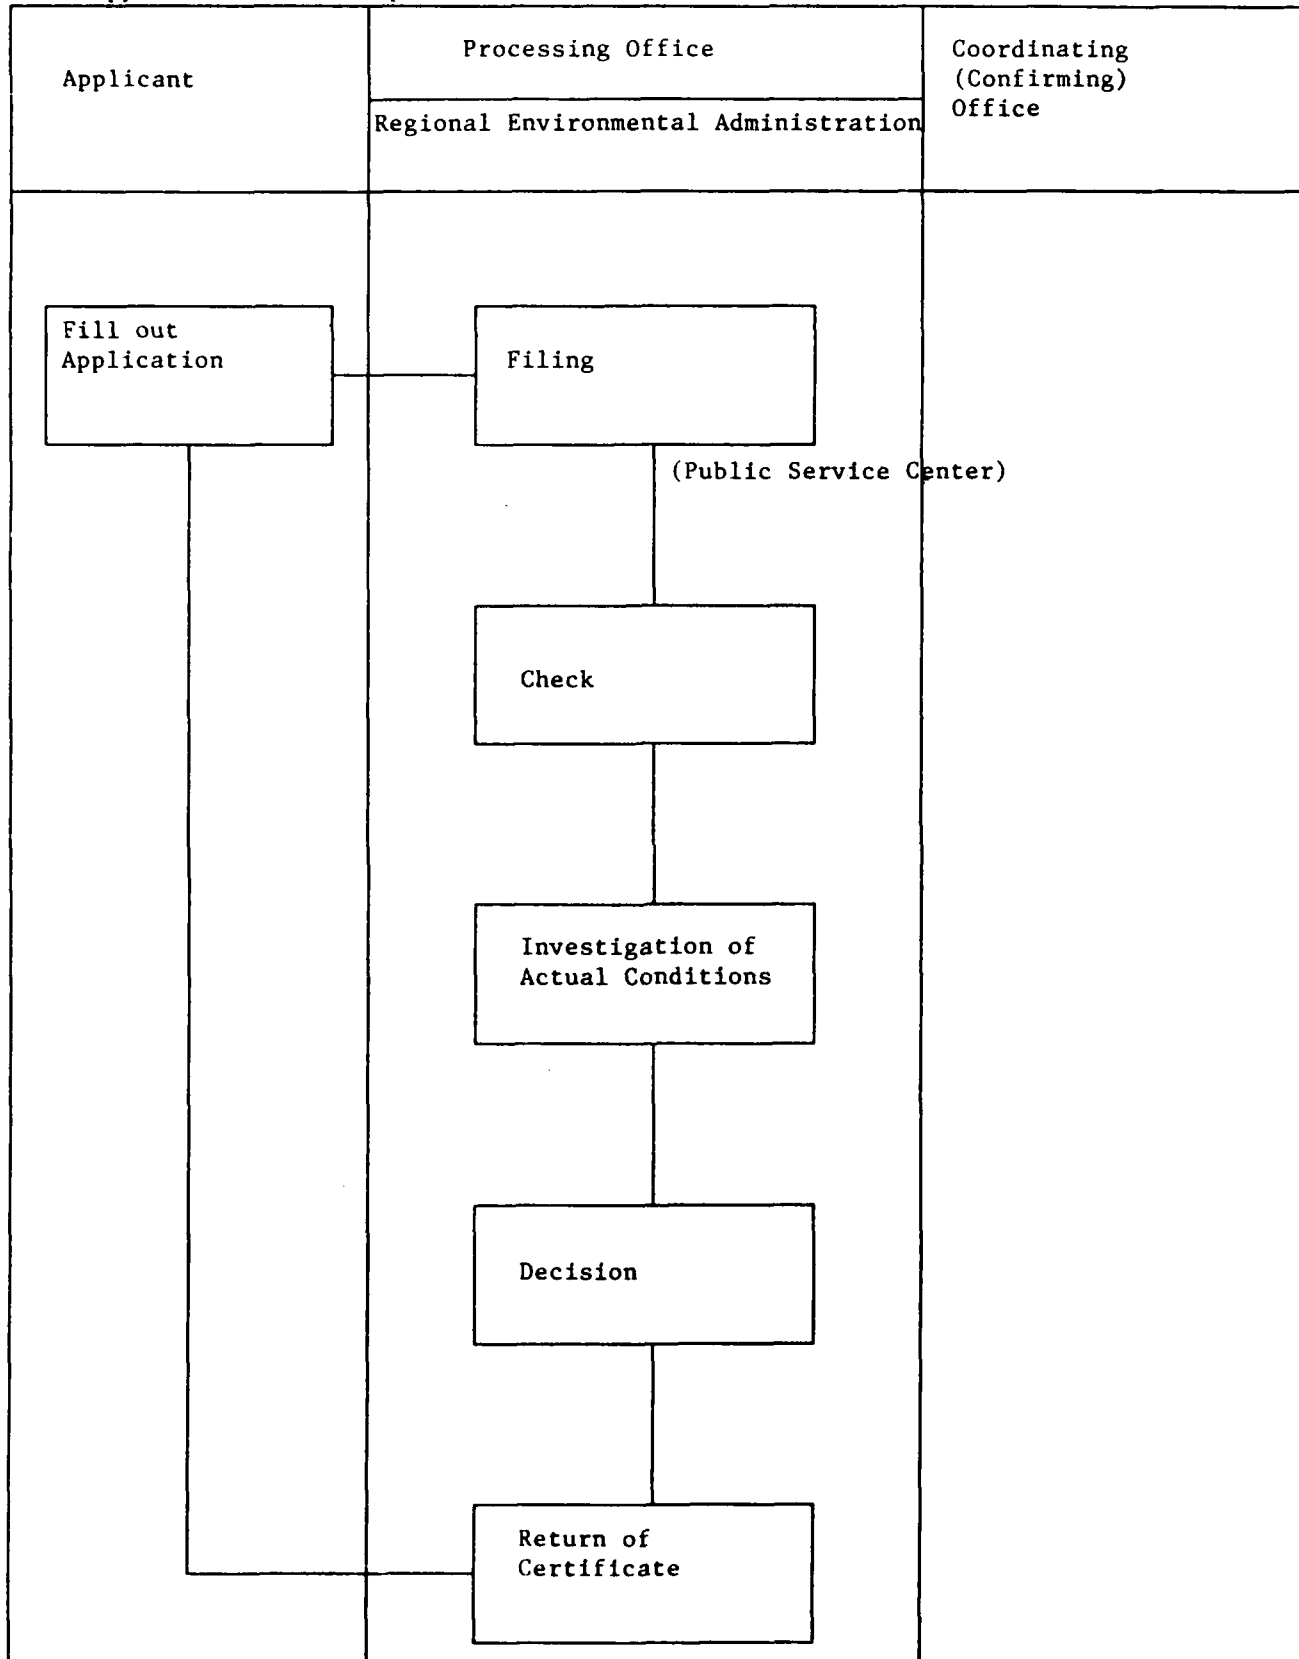 Applicant
Processing Office
Regional Environmental Administration
Coordinating
(Confirming)
Office
Fill out
Application
Filing
(Public Service Center)
Check
Investigation of
Actual Conditions
Decision
Return of
Certificate